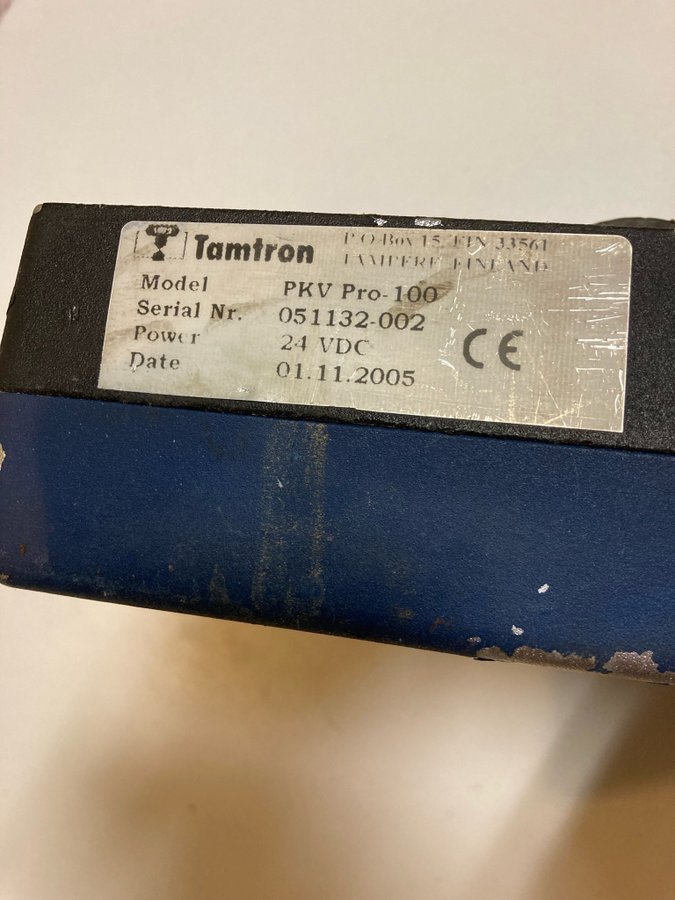 Tamtron
P.O.Box 15, FIN 33561
TAMPERE FINLAND
Model PKV Pro-100
Serial Nr. 051132-002
Power 24 VDC
Date 01.11.2005
CE